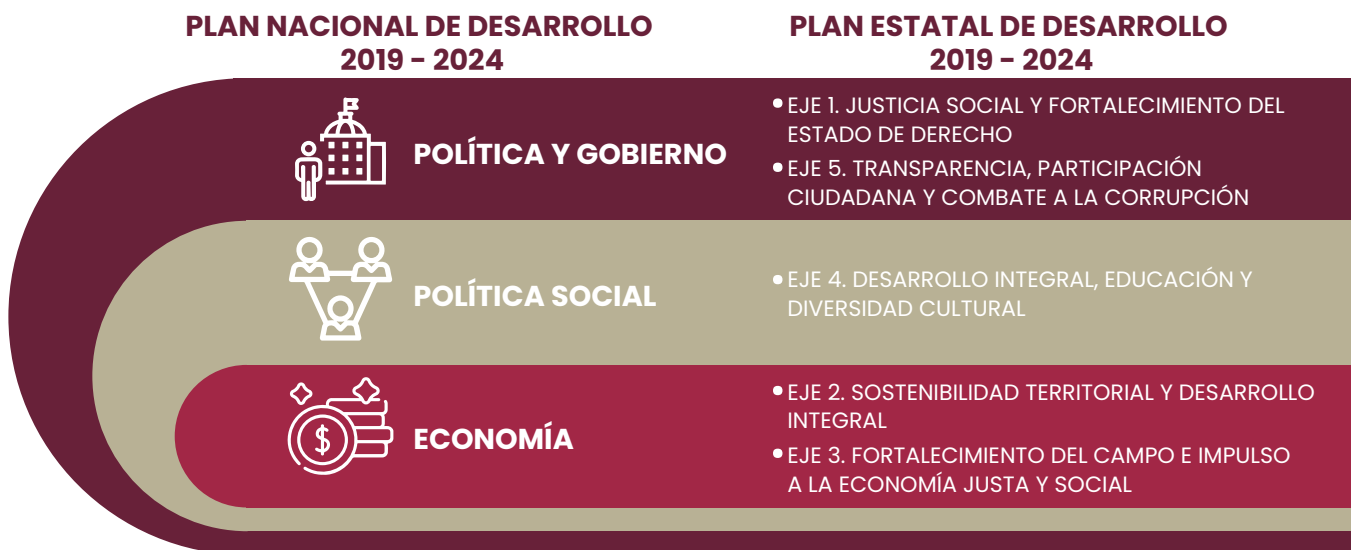 PLAN NACIONAL DE DESARROLLO
2019 - 2024
PLAN ESTATAL DE DESARROLLO
2019 - 2024
POLÍTICA Y GOBIERNO
• EJE 1. JUSTICIA SOCIAL Y FORTALECIMIENTO DEL
ESTADO DE DERECHO
• EJE 5. TRANSPARENCIA, PARTICIPACIÓN
CIUDADANA Y COMBATE A LA CORRUPCIÓN
POLÍTICA SOCIAL
• EJE 4. DESARROLLO INTEGRAL, EDUCACIÓN Y
DIVERSIDAD CULTURAL
$
ECONOMÍA
• EJE 2. SOSTENIBILIDAD TERRITORIAL Y DESARROLLO
INTEGRAL
• EJE 3. FORTALECIMIENTO DEL CAMPO E IMPULSO
A LA ECONOMÍA JUSTA Y SOCIAL